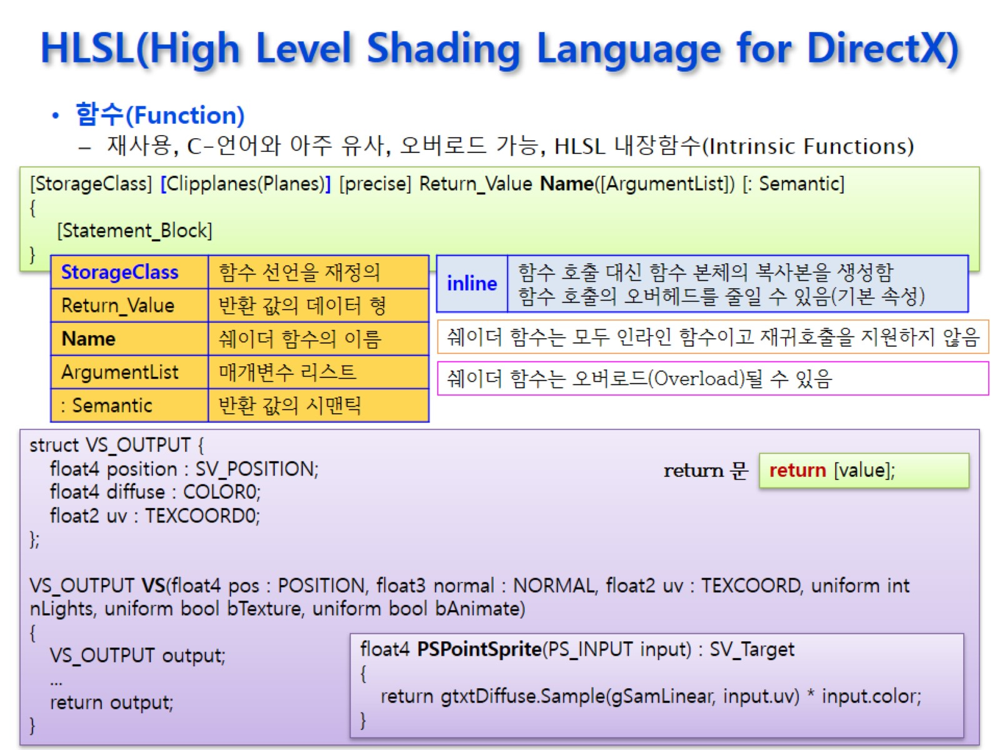 HLSL(High Level Shading Language for DirectX)
• 함수(Function)
– 재사용, C-언어와 아주 유사, 오버로드 가능, HLSL 내장함수(Intrinsic Functions)
[StorageClass] [Clipplanes(Planes)] [precise] Return_Value Name([ArgumentList]) [: Semantic]
{
[Statement_Block]
}
StorageClass 함수 선언을 재정의
Return_Value 반환 값의 데이터 형
Name 쉐이더 함수의 이름
ArgumentList 매개변수 리스트
: Semantic 반환 값의 시맨틱
inline 함수 호출 대신 함수 본체의 복사본을 생성함
함수 호출의 오버헤드를 줄일 수 있음(기본 속성)
쉐이더 함수는 모두 인라인 함수이고 재귀호출을 지원하지 않음
쉐이더 함수는 오버로드(Overload)될 수 있음
struct VS_OUTPUT {
float4 position : SV_POSITION;
float4 diffuse : COLOR0;
float2 uv : TEXCOORD0;
};
return 문 return [value];
VS_OUTPUT VS(float4 pos : POSITION, float3 normal : NORMAL, float2 uv : TEXCOORD, uniform int
nLights, uniform bool bTexture, uniform bool bAnimate)
{
VS_OUTPUT output;
...
return output;
}
float4 PSPointSprite(PS_INPUT input) : SV_Target
{
return gtxtDiffuse.Sample(gSamLinear, input.uv) * input.color;
}